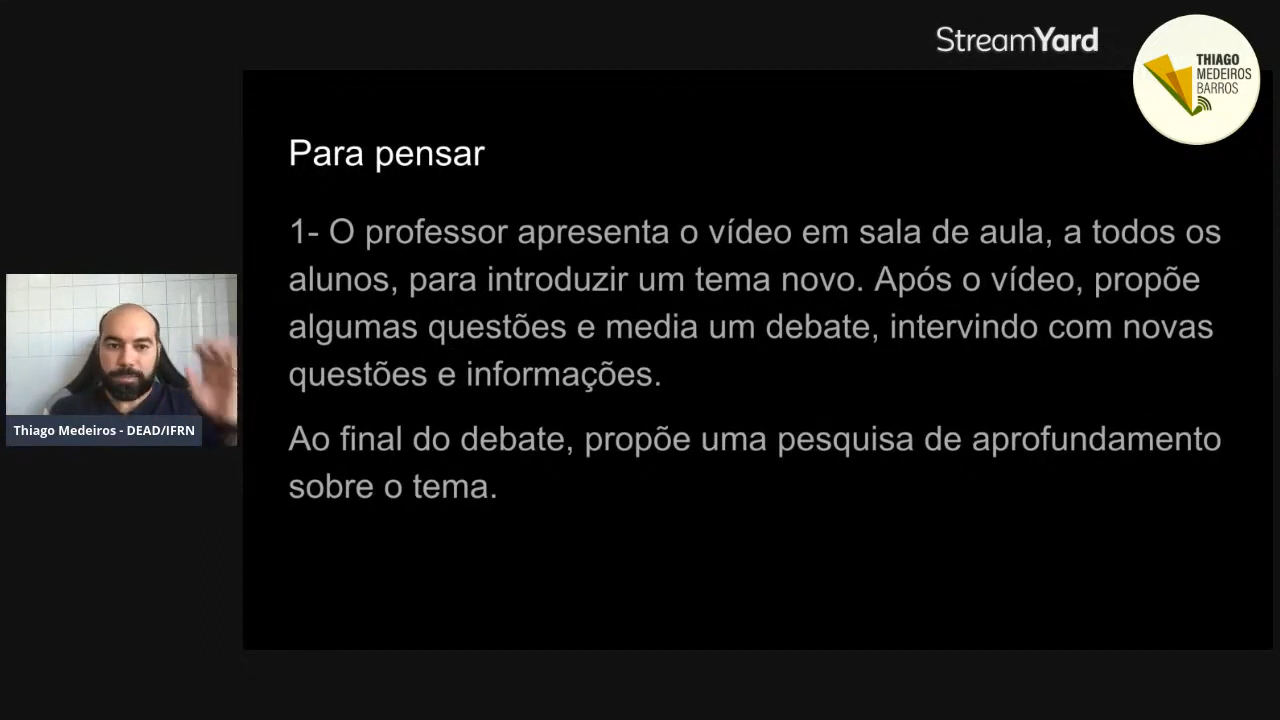 StreamYard
THIAGO
MEDEIROS
BARROS
Para pensar
1- O professor apresenta o vídeo em sala de aula, a todos os
alunos, para introduzir um tema novo. Após o vídeo, propõe
algumas questões e media um debate, intervindo com novas
questões e informações.
Ao final do debate, propõe uma pesquisa de aprofundamento
sobre o tema.
Thiago Medeiros - DEAD/IFRN